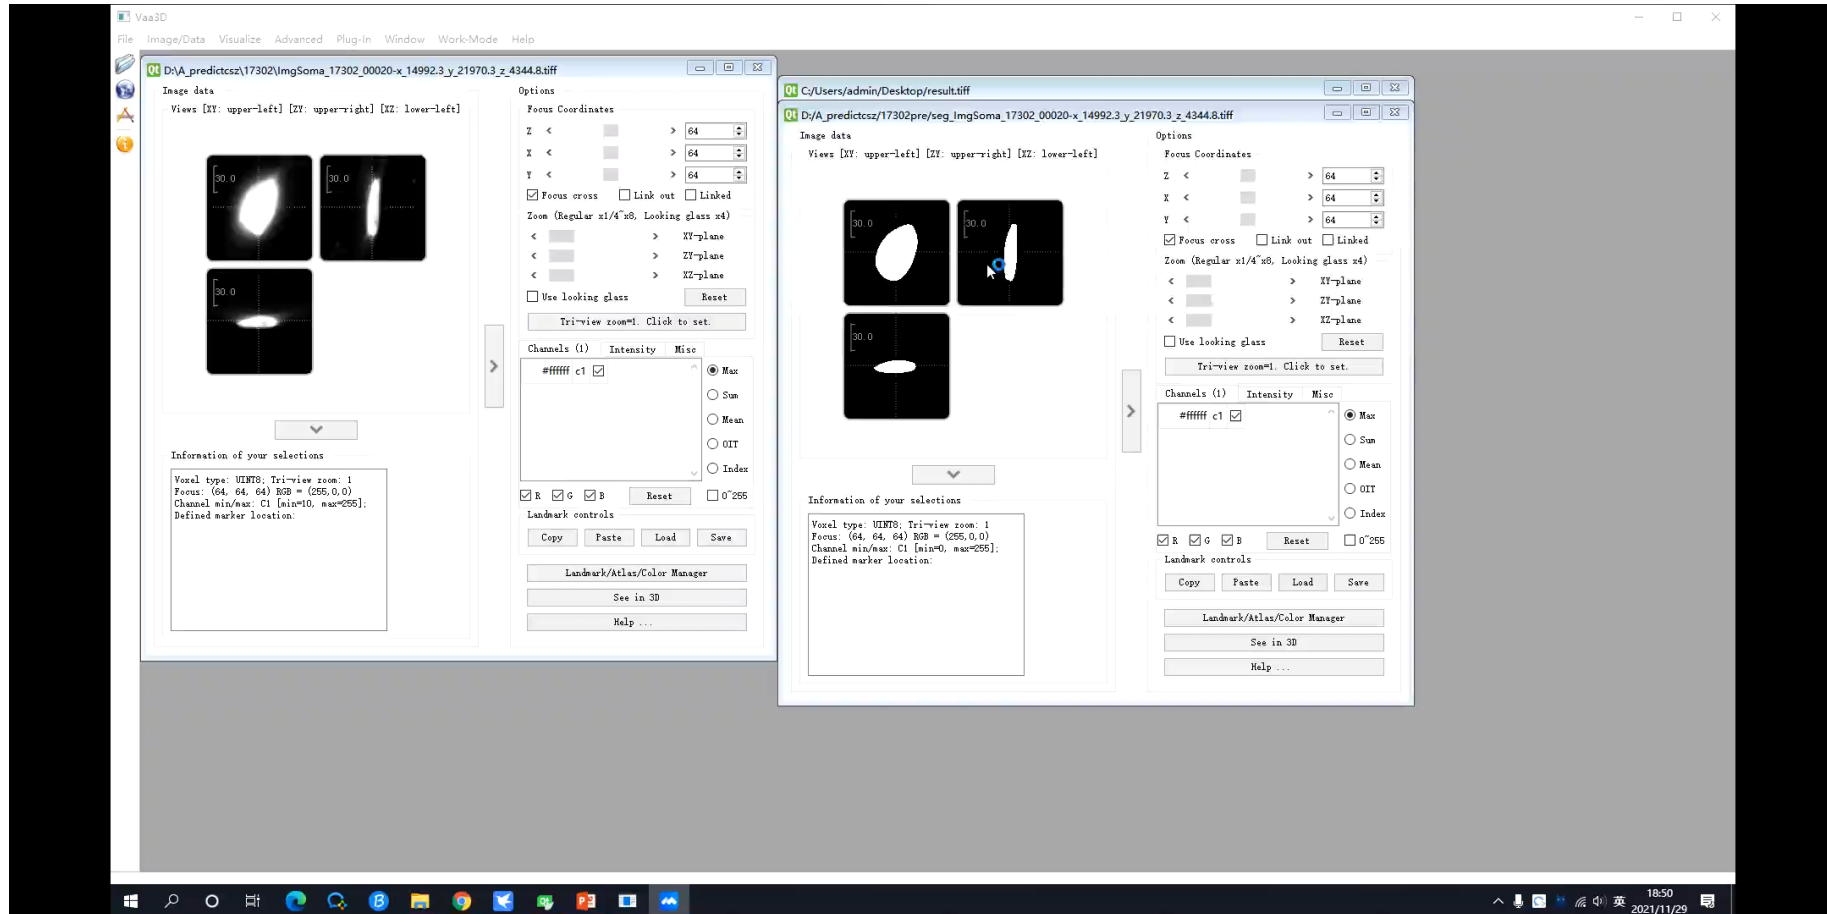 Vaa3D
File Image/Data Visualize Advanced Plug-In Window Work-Mode Help
D:\A_predictcsz\17302\ImgSoma_17302_00020-x_14992.3_y_21970.3_z_4344.8.tiff
Image data
Views [XY: upper-left] [ZY: upper-right] [XZ: lower-left]
30.0
30.0
30.0
Information of your selections
Voxel type: UINT8; Tri-view zoom: 1
Focus: (64, 64, 64) RGB = (255,0,0)
Channel min/max: C1 [min=10, max=255];
Defined marker location:
Options
Focus Coordinates
Z < > 64
X < > 64
Y < > 64
Focus cross Link out Linked
Zoom (Regular x1/4~x8, Looking glass x4)
< > XY-plane
< > ZY-plane
< > XZ-plane
Use looking glass Reset
Tri-view zoom=1. Click to set.
Channels (1) Intensity Misc
#ffffff c1
Max
Sum
Mean
OIT
Index
R G B Reset 0~255
Landmark controls
Copy Paste Load Save
Landmark/Atlas/Color Manager
See in 3D
Help ...
C:/Users/admin/Desktop/result.tiff
D:/A_predictcsz/17302pre/seg_ImgSoma_17302_00020-x_14992.3_y_21970.3_z_4344.8.tiff
Image data
Views [XY: upper-left] [ZY: upper-right] [XZ: lower-left]
30.0
30.0
30.0
Information of your selections
Voxel type: UINT8; Tri-view zoom: 1
Focus: (64, 64, 64) RGB = (255,0,0)
Channel min/max: C1 [min=0, max=255];
Defined marker location:
Options
Focus Coordinates
Z < > 64
X < > 64
Y < > 64
Focus cross Link out Linked
Zoom (Regular x1/4~x8, Looking glass x4)
< > XY-plane
< > ZY-plane
< > XZ-plane
Use looking glass Reset
Tri-view zoom=1. Click to set.
Channels (1) Intensity Misc
#ffffff c1
Max
Sum
Mean
OIT
Index
R G B Reset 0~255
Landmark controls
Copy Paste Load Save
Landmark/Atlas/Color Manager
See in 3D
Help ...
英
18:50
2021/11/29